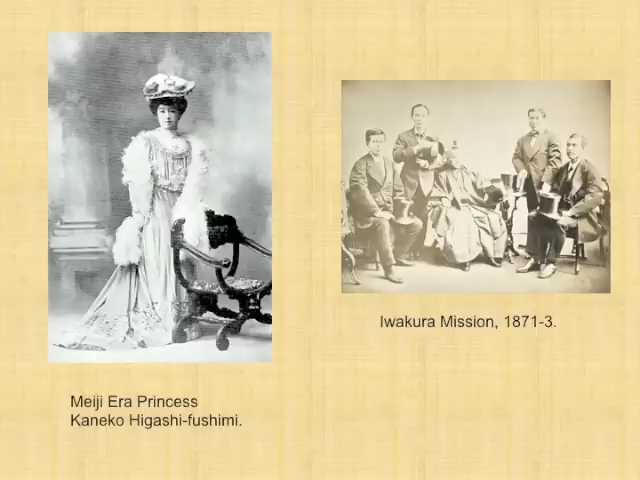 Iwakura Mission, 1871-3.
Meiji Era Princess
Kaneko Higashi-fushimi.